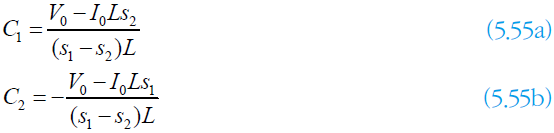 C₁ = (V₀ − I₀Ls₂) / ((s₁ − s₂)L) (5.55a)
C₂ = −(V₀ − I₀Ls₁) / ((s₁ − s₂)L) (5.55b)